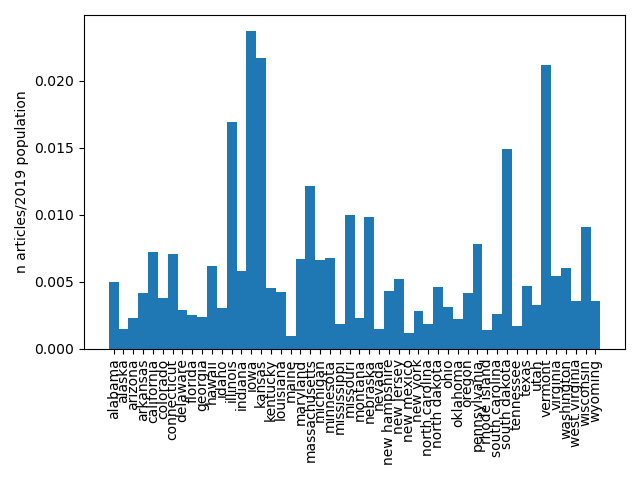 n articles/2019 population
0.020
0.015
0.010
0.005
0.000
alabama
alaska
arizona
arkansas
california
colorado
connecticut
delaware
florida
georgia
hawaii
idaho
illinois
indiana
iowa
kansas
kentucky
louisiana
maine
maryland
massachusetts
michigan
minnesota
mississippi
missouri
montana
nebraska
nevada
new hampshire
new jersey
new mexico
new york
north carolina
north dakota
ohio
oklahoma
oregon
pennsylvania
rhode island
south carolina
south dakota
tennessee
texas
utah
vermont
virginia
washington
west virginia
wisconsin
wyoming